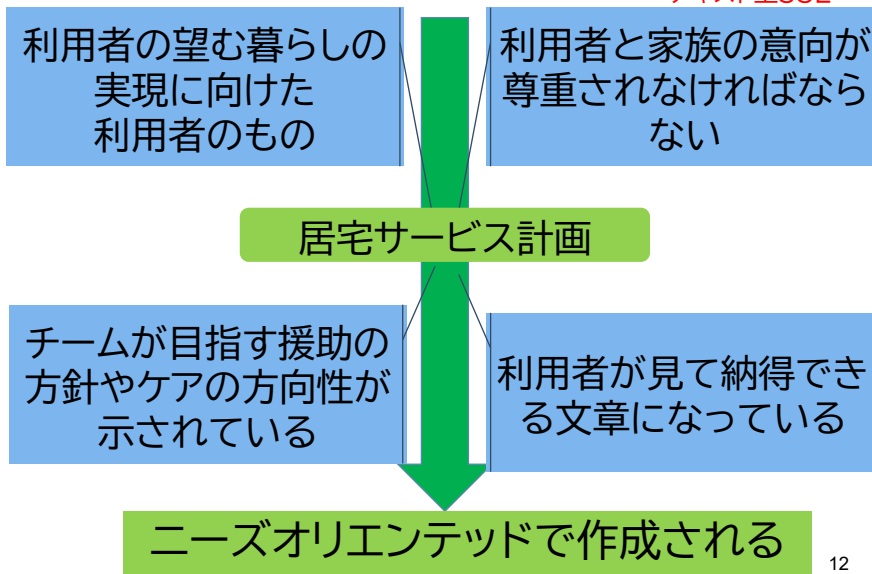 利用者の望む暮らしの
実現に向けた
利用者のもの
利用者と家族の意向が
尊重されなければなら
ない
居宅サービス計画
チームが目指す援助の
方針やケアの方向性が
示されている
利用者が見て納得でき
る文章になっている
ニーズオリエンテッドで作成される
12